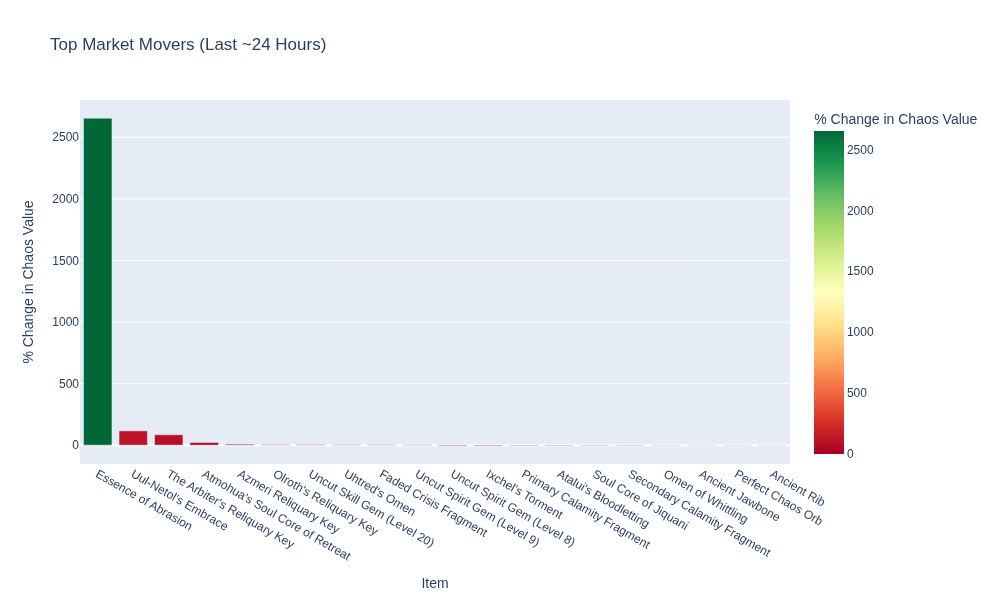 Top Market Movers (Last ~24 Hours)
% Change in Chaos Value
2500
2000
1500
1000
500
0
% Change in Chaos Value
2500
2000
1500
1000
500
0
Essence of Abrasion
Uul-Netol's Embrace
The Arbiter's Reliquary Key
Atmohua's Soul Core of Retreat
Azmeri Reliquary Key
Olroth's Reliquary Key
Uncut Skill Gem (Level 20)
Uhtred's Omen
Faded Crisis Fragment
Uncut Spirit Gem (Level 9)
Uncut Spirit Gem (Level 8)
Ixchel's Torment
Primary Calamity Fragment
Atalui's Bloodletting
Soul Core of Jiquani
Secondary Calamity Fragment
Omen of Whittling
Ancient Jawbone
Perfect Chaos Orb
Ancient Rib
Item